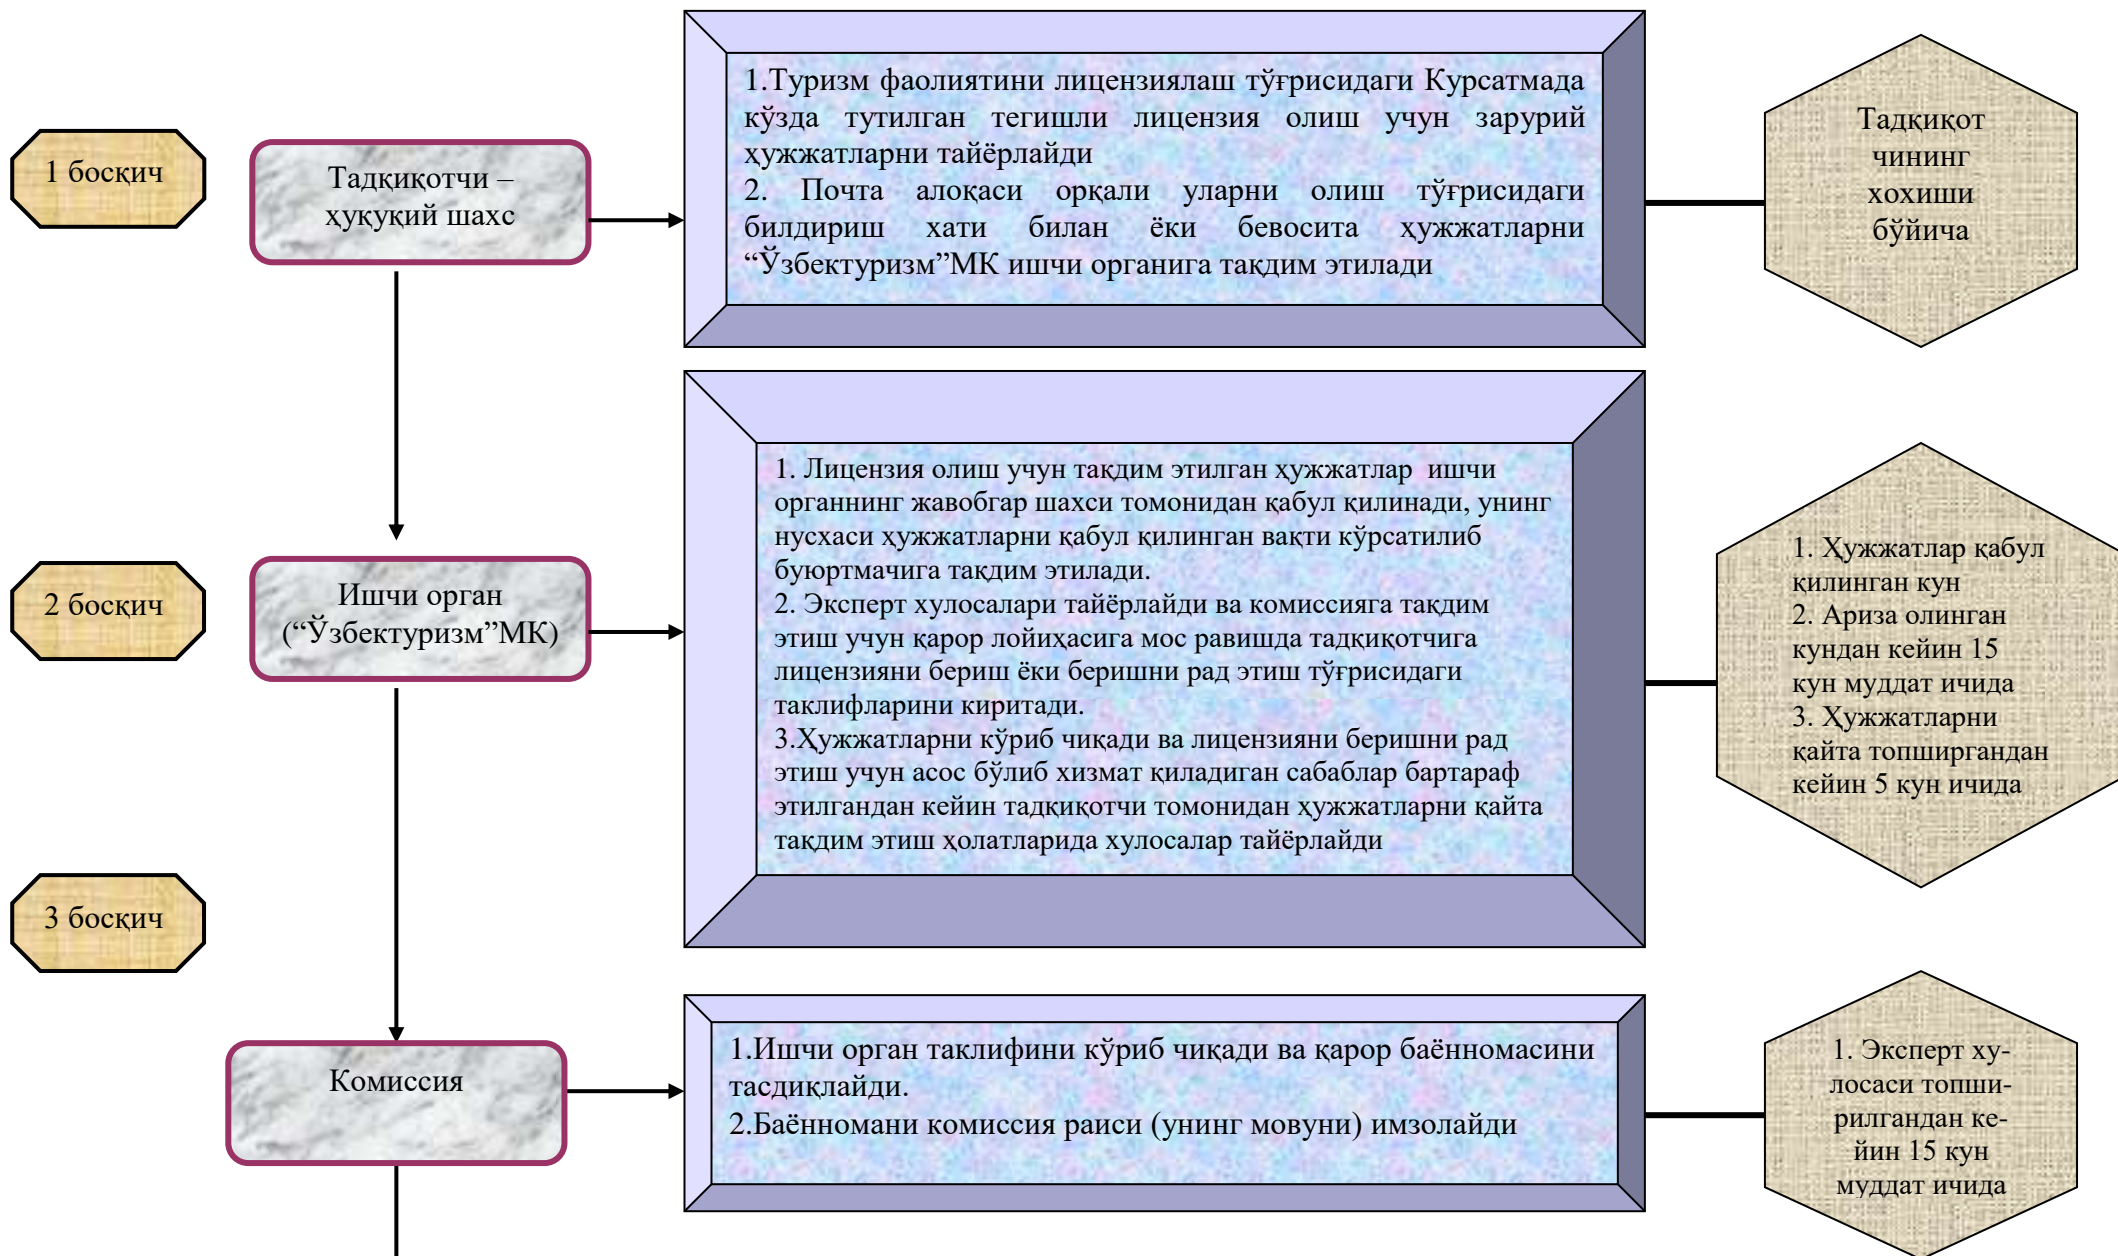 1 босқич
Тадқиқотчи –
ҳуқуқий шахс
1.Туризм фаолиятини лицензиялаш тўғрисидаги Курсатмада
кўзда тутилган тегишли лицензия олиш учун зарурий
ҳужжатларни тайёрлайди
2. Почта алоқаси орқали уларни олиш тўғрисидаги
билдириш хати билан ёки бевосита ҳужжатларни
“Ўзбектуризм”МК ишчи органига тақдим этилади
Тадқиқот
чининг
хохиши
бўйича
2 босқич
Ишчи орган
(“Ўзбектуризм”МК)
1. Лицензия олиш учун тақдим этилган ҳужжатлар ишчи
органнинг жавобгар шахси томонидан қабул қилинади, унинг
нусхаси ҳужжатларни қабул қилинган вақти кўрсатилиб
буюртмачига тақдим этилади.
2. Эксперт хулосалари тайёрлайди ва комиссияга тақдим
этиш учун қарор лойиҳасига мос равишда тадқиқотчига
лицензияни бериш ёки беришни рад этиш тўғрисидаги
таклифларини киритади.
3.Ҳужжатларни кўриб чиқади ва лицензияни беришни рад
этиш учун асос бўлиб хизмат қиладиган сабаблар бартараф
этилгандан кейин тадқиқотчи томонидан ҳужжатларни қайта
тақдим этиш ҳолатларида хулосалар тайёрлайди
1. Ҳужжатлар қабул
қилинган кун
2. Ариза олинган
кундан кейин 15
кун муддат ичида
3. Ҳужжатларни
қайта топширгандан
кейин 5 кун ичида
3 босқич
Комиссия
1.Ишчи орган таклифини кўриб чиқади ва қарор баённомасини
тасдиқлайди.
2.Баённомани комиссия раиси (унинг мовуни) имзолайди
1. Эксперт ху-
лосаси топши-
рилгандан ке-
йин 15 кун
муддат ичида